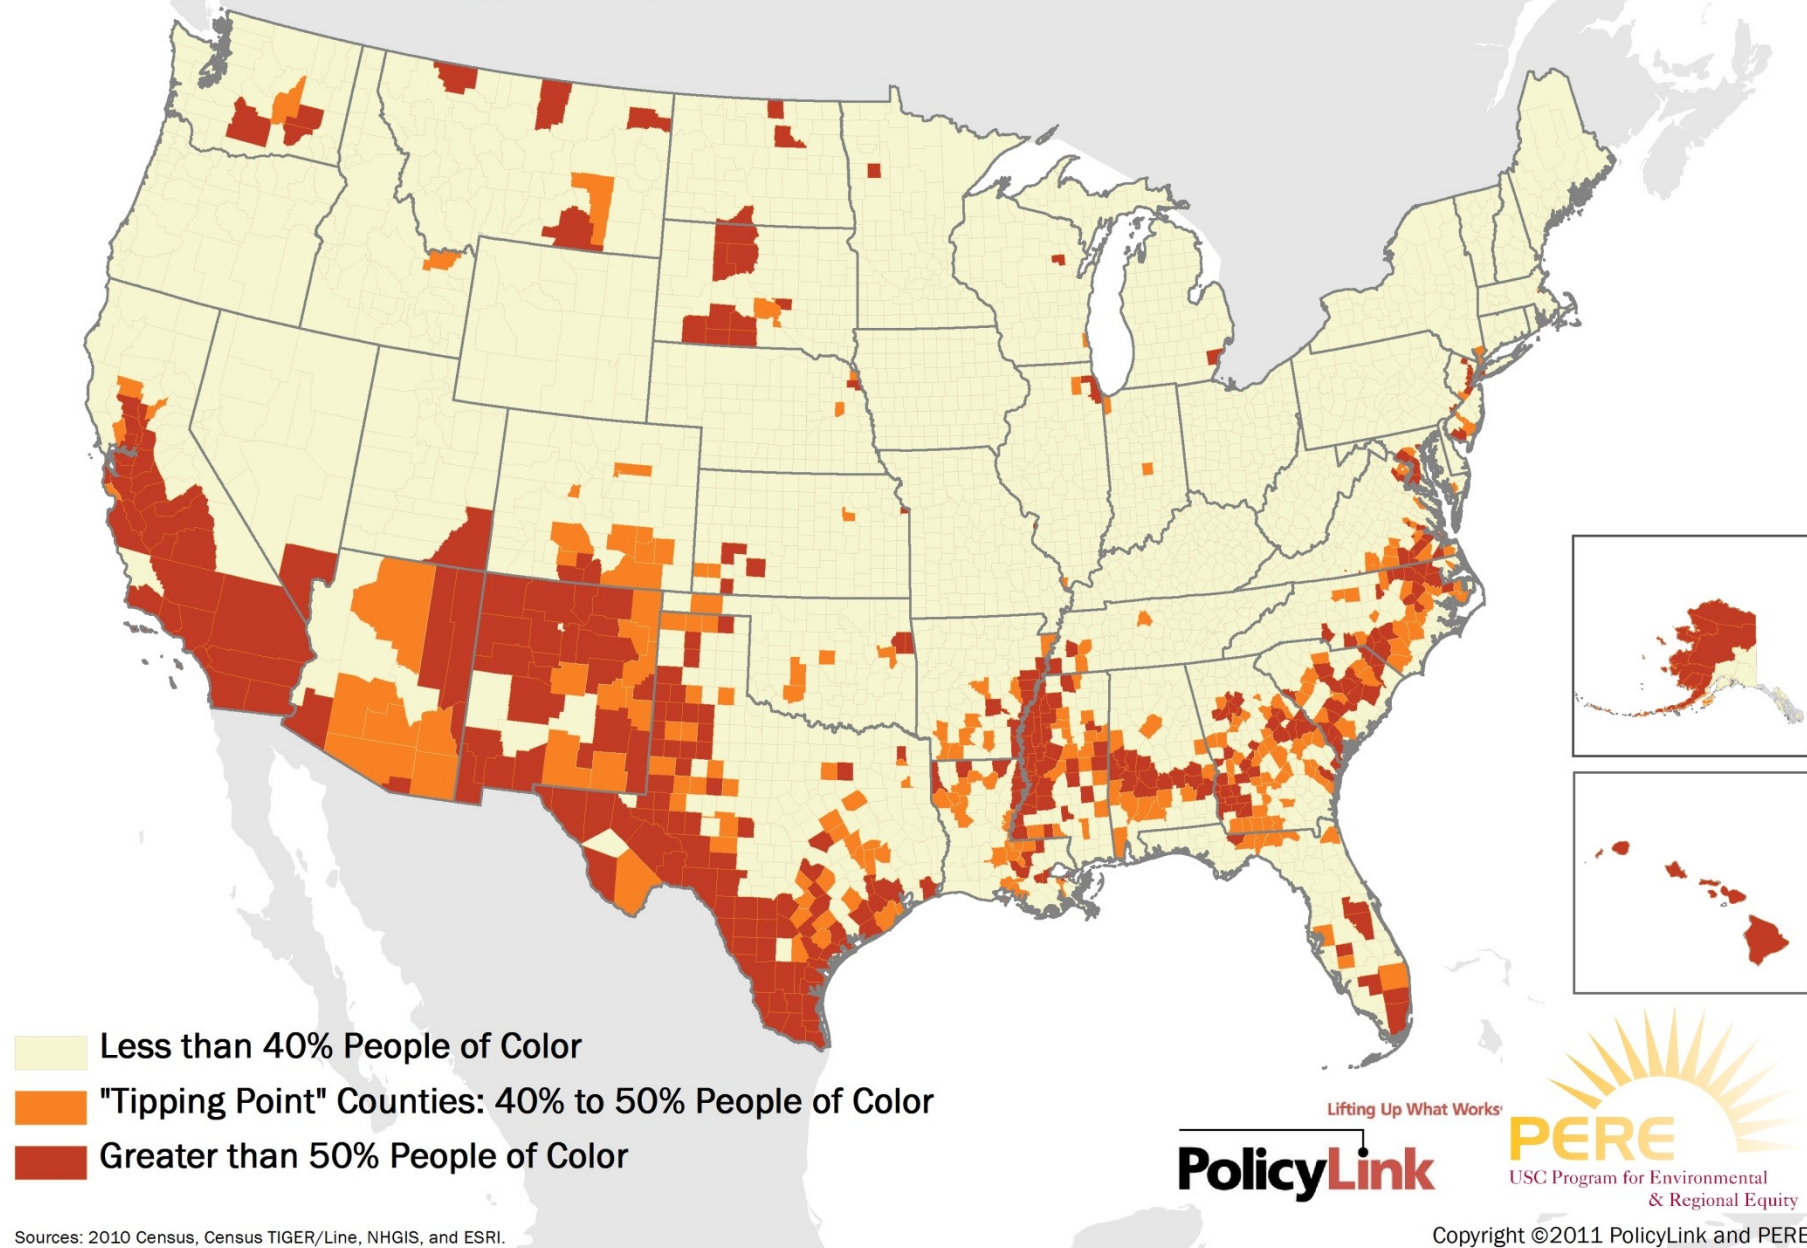 Less than 40% People of Color
"Tipping Point" Counties: 40% to 50% People of Color
Greater than 50% People of Color
Lifting Up What Works
PolicyLink
PERE
USC Program for Environmental
& Regional Equity
Sources: 2010 Census, Census TIGER/Line, NHGIS, and ESRI.
Copyright ©2011 PolicyLink and PERE